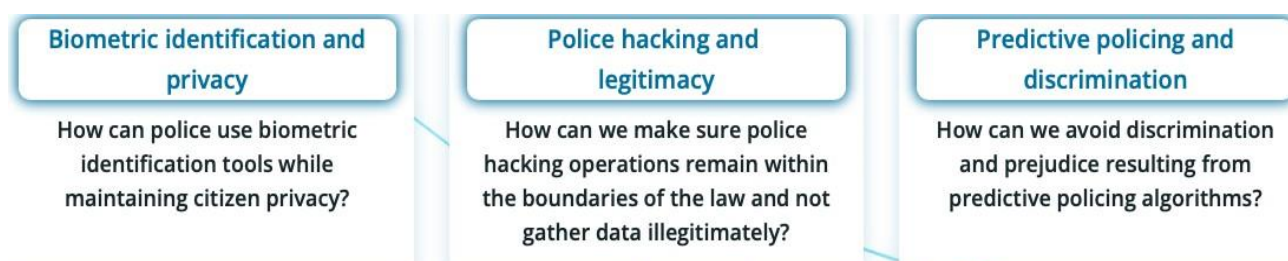 Biometric identification and
privacy
How can police use biometric
identification tools while
maintaining citizen privacy?
Police hacking and
legitimacy
How can we make sure police
hacking operations remain within
the boundaries of the law and not
gather data illegitimately?
Predictive policing and
discrimination
How can we avoid discrimination
and prejudice resulting from
predictive policing algorithms?